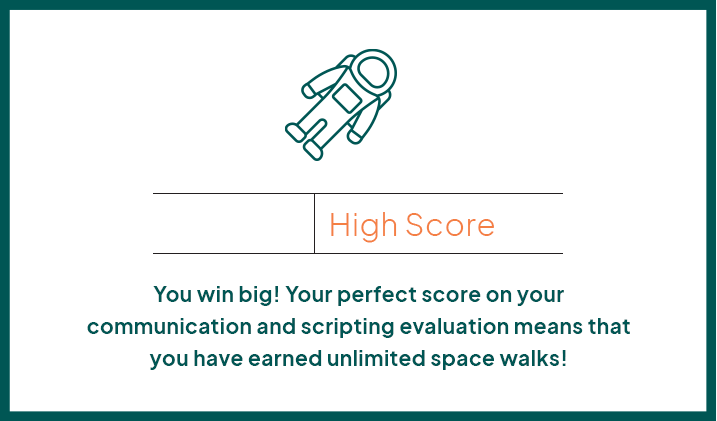 High Score
You win big! Your perfect score on your
communication and scripting evaluation means that
you have earned unlimited space walks!